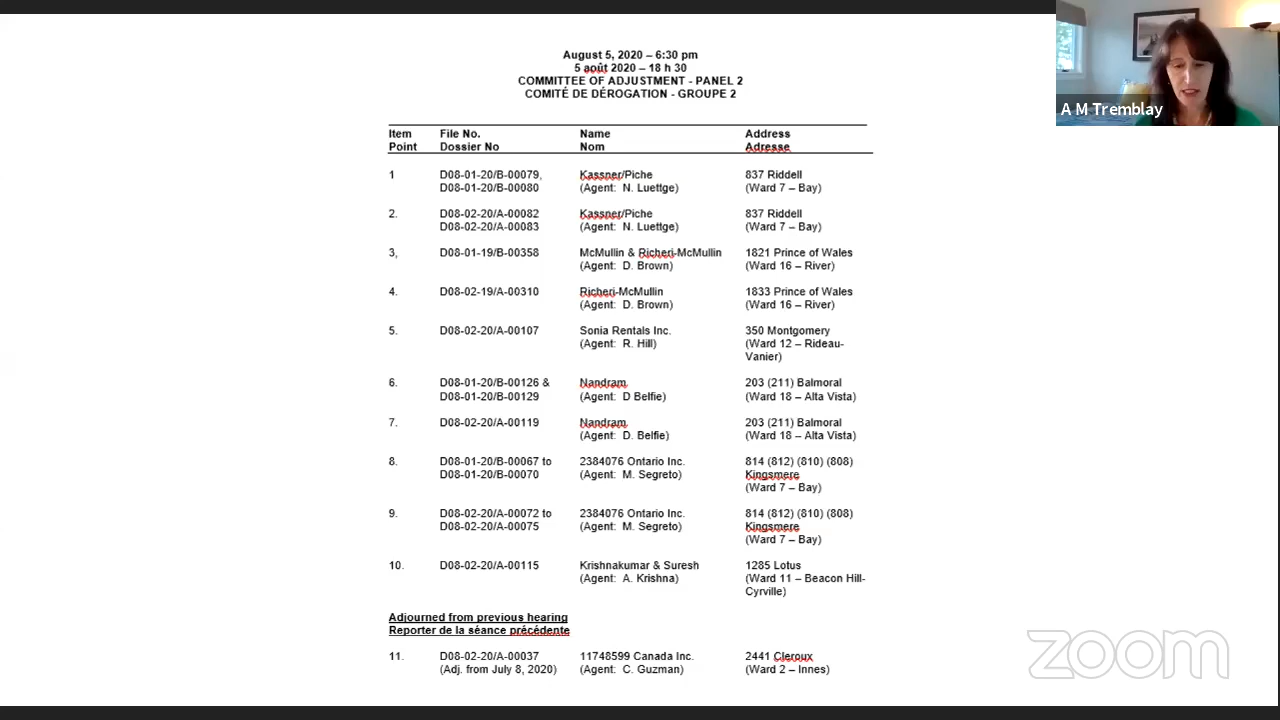 August 5, 2020 – 6:30 pm
5 août 2020 – 18 h 30
COMMITTEE OF ADJUSTMENT - PANEL 2
COMITÉ DE DÉROGATION - GROUPE 2
Item File No. Name Address
Point Dossier No Nom Adresse
1 D08-01-20/B-00079, Kassner/Piche 837 Riddell
D08-01-20/B-00080 (Agent: N. Luettge) (Ward 7 – Bay)
2. D08-02-20/A-00082 Kassner/Piche 837 Riddell
D08-02-20/A-00083 (Agent: N. Luettge) (Ward 7 – Bay)
3, D08-01-19/B-00358 McMullin & Richeri-McMullin 1821 Prince of Wales
(Agent: D. Brown) (Ward 16 – River)
4. D08-02-19/A-00310 Richeri-McMullin 1833 Prince of Wales
(Agent: D. Brown) (Ward 16 – River)
5. D08-02-20/A-00107 Sonia Rentals Inc. 350 Montgomery
(Agent: R. Hill) (Ward 12 – Rideau-
Vanier)
6. D08-01-20/B-00126 & Nandram 203 (211) Balmoral
D08-01-20/B-00129 (Agent: D Belfie) (Ward 18 – Alta Vista)
7. D08-02-20/A-00119 Nandram 203 (211) Balmoral
(Agent: D. Belfie) (Ward 18 – Alta Vista)
8. D08-01-20/B-00067 to 2384076 Ontario Inc. 814 (812) (810) (808)
D08-01-20/B-00070 (Agent: M. Segreto) Kingsmere
(Ward 7 – Bay)
9. D08-02-20/A-00072 to 2384076 Ontario Inc. 814 (812) (810) (808)
D08-02-20/A-00075 (Agent: M. Segreto) Kingsmere
(Ward 7 – Bay)
10. D08-02-20/A-00115 Krishnakumar & Suresh 1285 Lotus
(Agent: A. Krishna) (Ward 11 – Beacon Hill-
Cyrville)
Adjourned from previous hearing
Reporter de la séance précédente
11. D08-02-20/A-00037 11748599 Canada Inc. 2441 Cleroux
(Adj. from July 8, 2020) (Agent: C. Guzman) (Ward 2 – Innes)
A M Tremblay
zoom